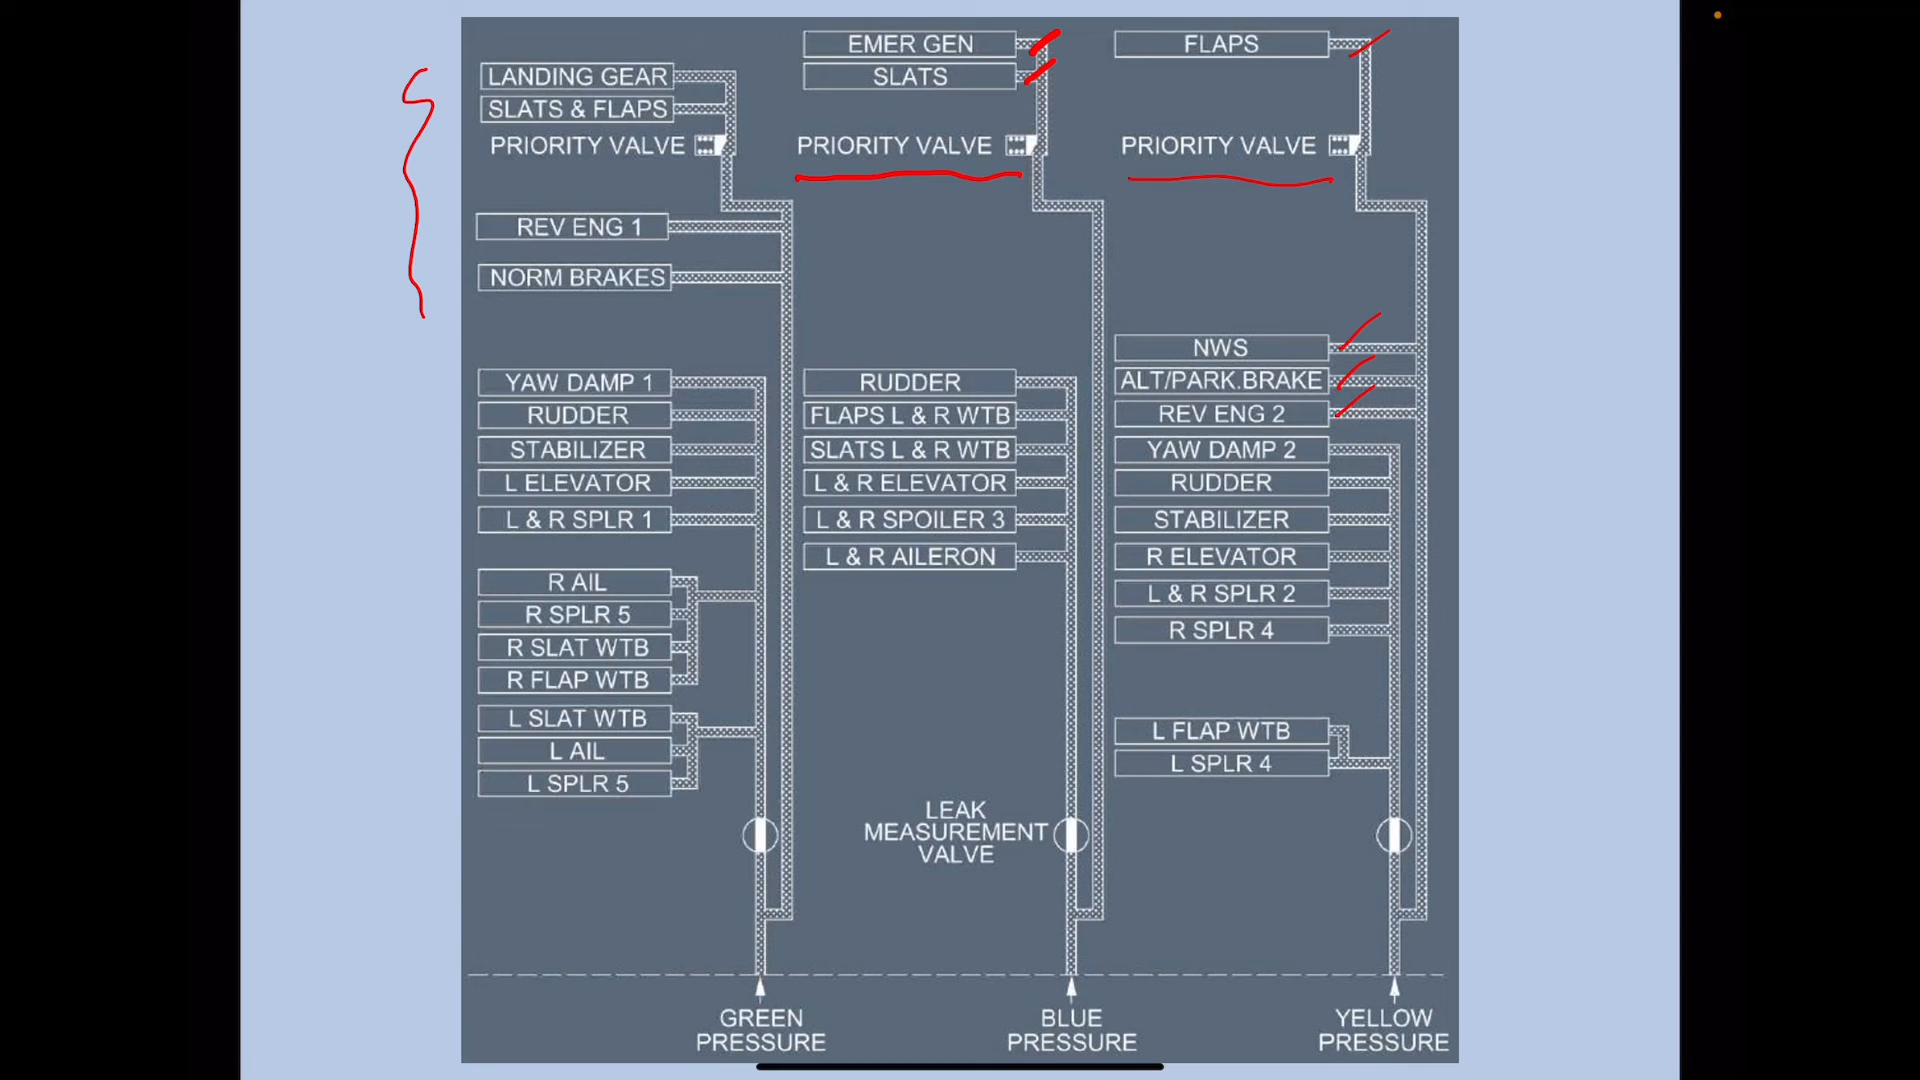 LANDING GEAR
SLATS & FLAPS
PRIORITY VALVE
REV ENG 1
NORM BRAKES
YAW DAMP 1
RUDDER
STABILIZER
L ELEVATOR
L & R SPLR 1
R AIL
R SPLR 5
R SLAT WTB
R FLAP WTB
L SLAT WTB
L AIL
L SPLR 5
GREEN
PRESSURE
EMER GEN
SLATS
PRIORITY VALVE
RUDDER
FLAPS L & R WTB
SLATS L & R WTB
L & R ELEVATOR
L & R SPOILER 3
L & R AILERON
LEAK
MEASUREMENT
VALVE
BLUE
PRESSURE
FLAPS
PRIORITY VALVE
NWS
ALT/PARK.BRAKE
REV ENG 2
YAW DAMP 2
RUDDER
STABILIZER
R ELEVATOR
L & R SPLR 2
R SPLR 4
L FLAP WTB
L SPLR 4
YELLOW
PRESSURE